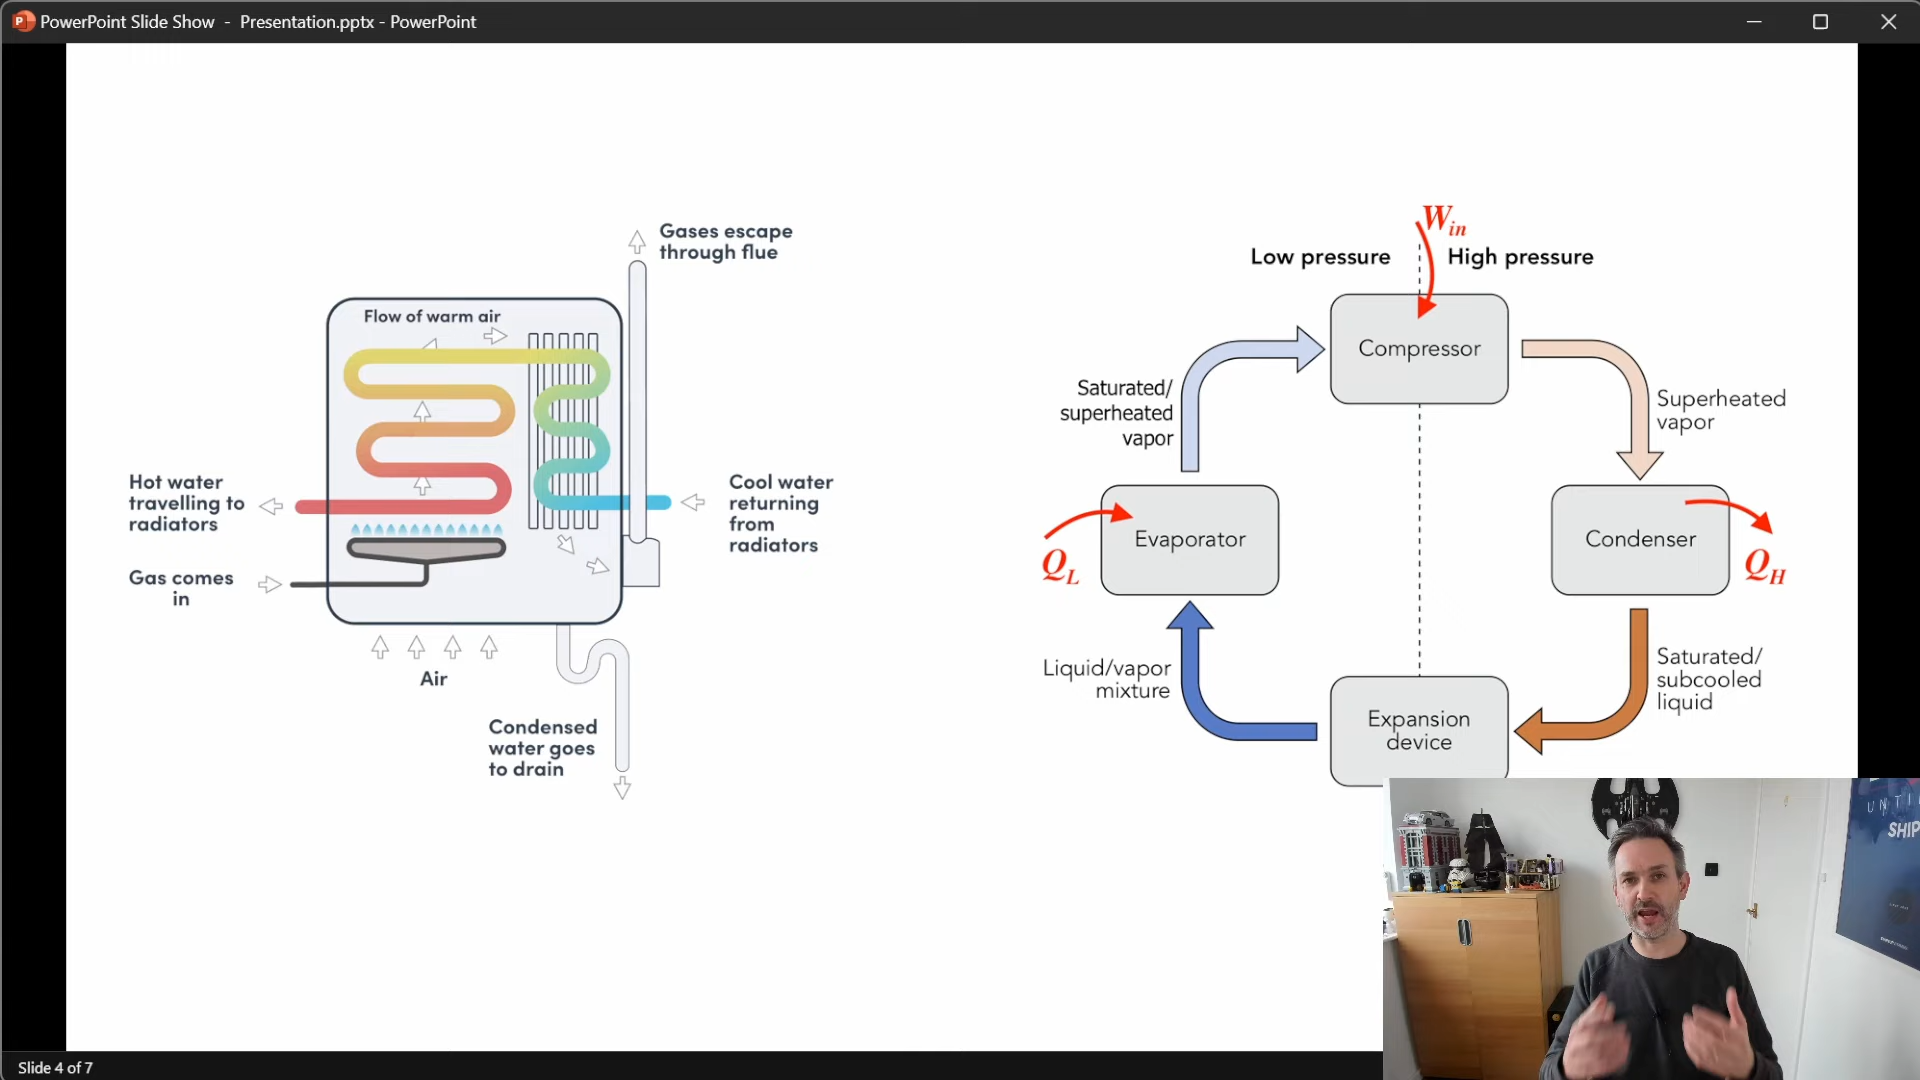 PowerPoint Slide Show - Presentation.pptx - PowerPoint
Gases escape
through flue
Flow of warm air
Hot water
travelling to
radiators
Cool water
returning
from
radiators
Gas comes
in
Air
Condensed
water goes
to drain
W_in
Low pressure
High pressure
Compressor
Saturated/
superheated
vapor
Superheated
vapor
Evaporator
Q_L
Condenser
Q_H
Liquid/vapor
mixture
Saturated/
subcooled
liquid
Expansion
device
SHIP
Slide 4 of 7